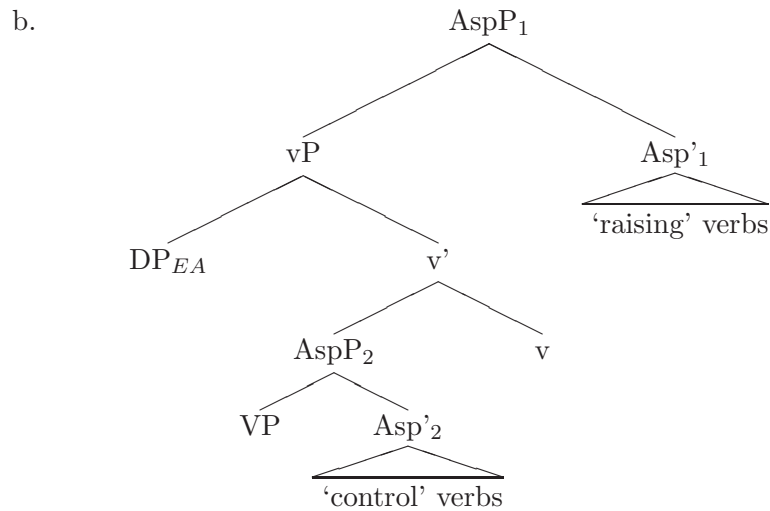 b. AspP1
vP Asp’1
‘raising’ verbs
DPEA v’
AspP2 v
VP Asp’2
‘control’ verbs